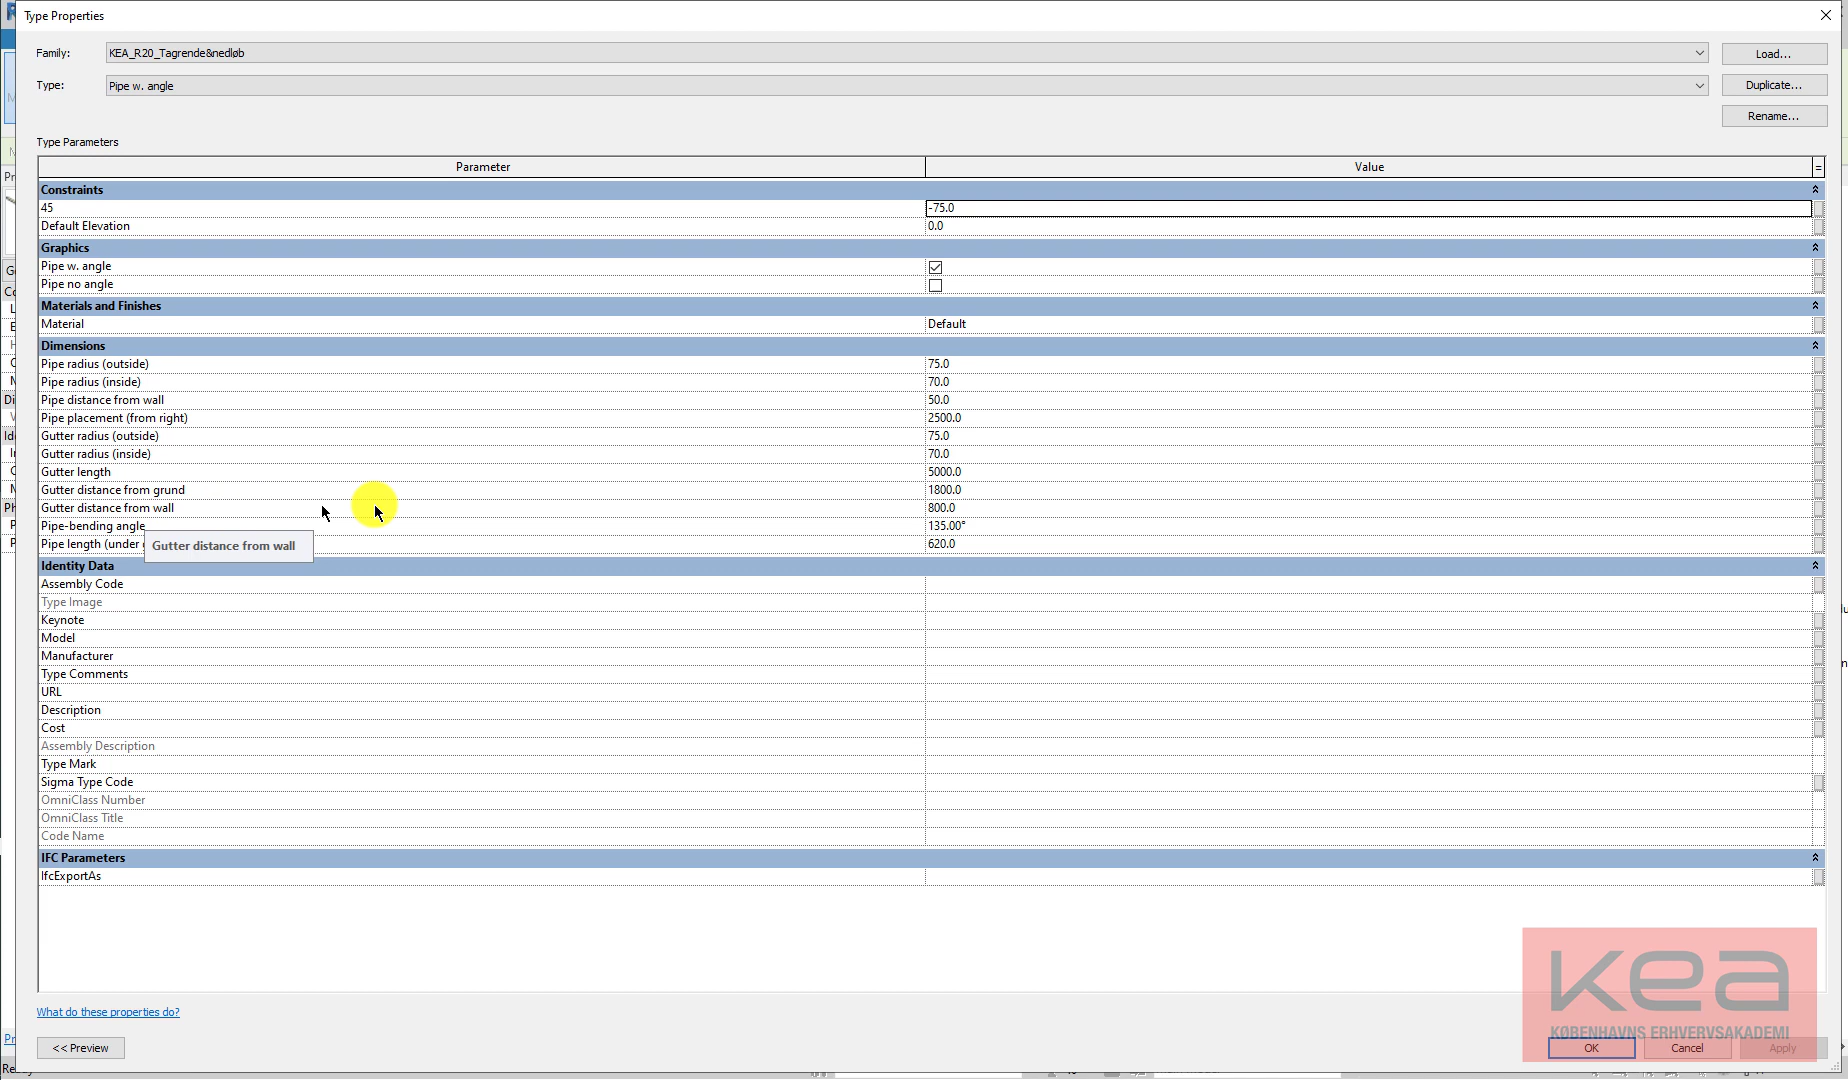 Type Properties
Family: KEA_R20_Tagrende&nedløb Load...
Type: Pipe w. angle Duplicate...
Rename...
Type Parameters
Parameter Value =
Constraints
45 -75.0
Default Elevation 0.0
Graphics
Pipe w. angle
Pipe no angle
Materials and Finishes
Material Default
Dimensions
Pipe radius (outside) 75.0
Pipe radius (inside) 70.0
Pipe distance from wall 50.0
Pipe placement (from right) 2500.0
Gutter radius (outside) 75.0
Gutter radius (inside) 70.0
Gutter length 5000.0
Gutter distance from grund 1800.0
Gutter distance from wall 800.0
Pipe-bending angle 135.00°
Pipe length (under 620.0
Gutter distance from wall
Identity Data
Assembly Code
Type Image
Keynote
Model
Manufacturer
Type Comments
URL
Description
Cost
Assembly Description
Type Mark
Sigma Type Code
OmniClass Number
OmniClass Title
Code Name
IFC Parameters
IfcExportAs
What do these properties do?
<< Preview
kea
KØBENHAVNS ERHVERVSAKADEMI
OK Cancel Apply